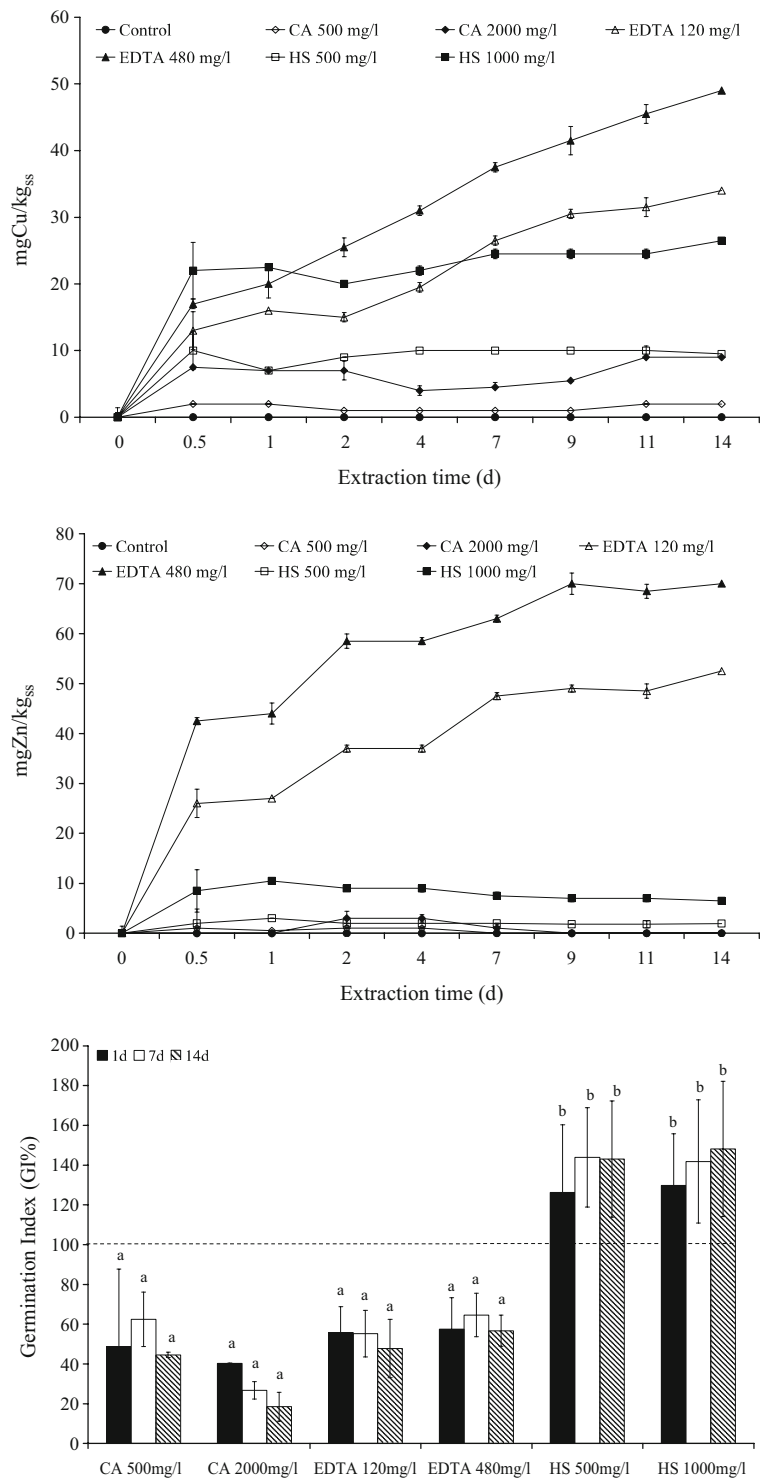 60
Control
CA 500 mg/l
CA 2000 mg/l
EDTA 120 mg/l
EDTA 480 mg/l
HS 500 mg/l
HS 1000 mg/l
50
40
30
20
10
0
mgCu/kgss
0 0.5 1 2 4 7 9 11 14
Extraction time (d)
80
Control
CA 500 mg/l
CA 2000 mg/l
EDTA 120 mg/l
EDTA 480 mg/l
HS 500 mg/l
HS 1000 mg/l
70
60
50
40
30
20
10
0
mgZn/kgss
0 0.5 1 2 4 7 9 11 14
Extraction time (d)
200
1d 7d 14d
180
160
140
120
100
80
60
40
20
0
Germination Index (GI%)
a a a
a a a
a a a
a a a
b b b
b b b
CA 500mg/l CA 2000mg/l EDTA 120mg/l EDTA 480mg/l HS 500mg/l HS 1000mg/l